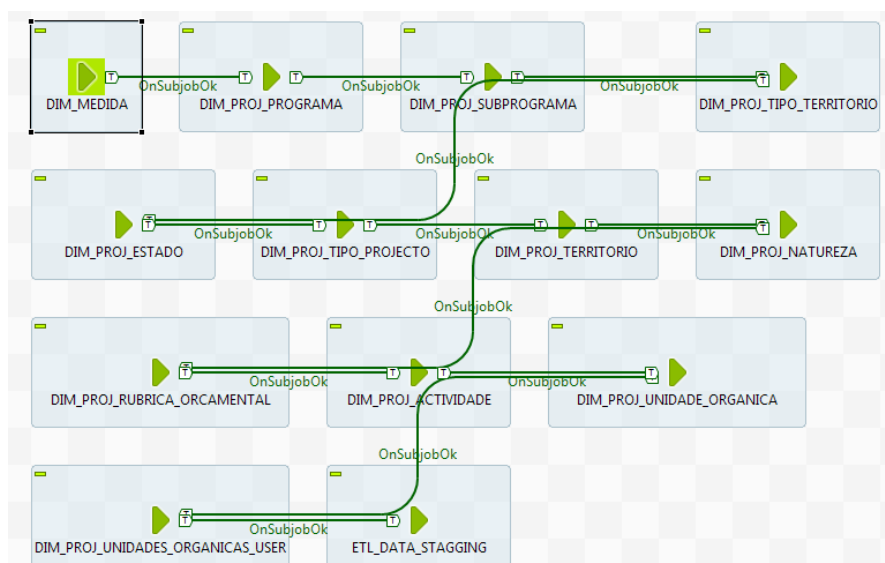 T T T T T T
OnSubjobOk OnSubjobOk OnSubjobOk
DIM_MEDIDA DIM_PROJ_PROGRAMA DIM_PROJ_SUBPROGRAMA DIM_PROJ_TIPO_TERRITORIO
OnSubjobOk
T T T T T T
OnSubjobOk OnSubjobOk OnSubjobOk
DIM_PROJ_ESTADO DIM_PROJ_TIPO_PROJECTO DIM_PROJ_TERRITORIO DIM_PROJ_NATUREZA
OnSubjobOk
T T T T
OnSubjobOk OnSubjobOk
DIM_PROJ_RUBRICA_ORCAMENTAL DIM_PROJ_ACTIVIDADE DIM_PROJ_UNIDADE_ORGANICA
OnSubjobOk
T T
OnSubjobOk
DIM_PROJ_UNIDADES_ORGANICAS_USER ETL_DATA_STAGGING